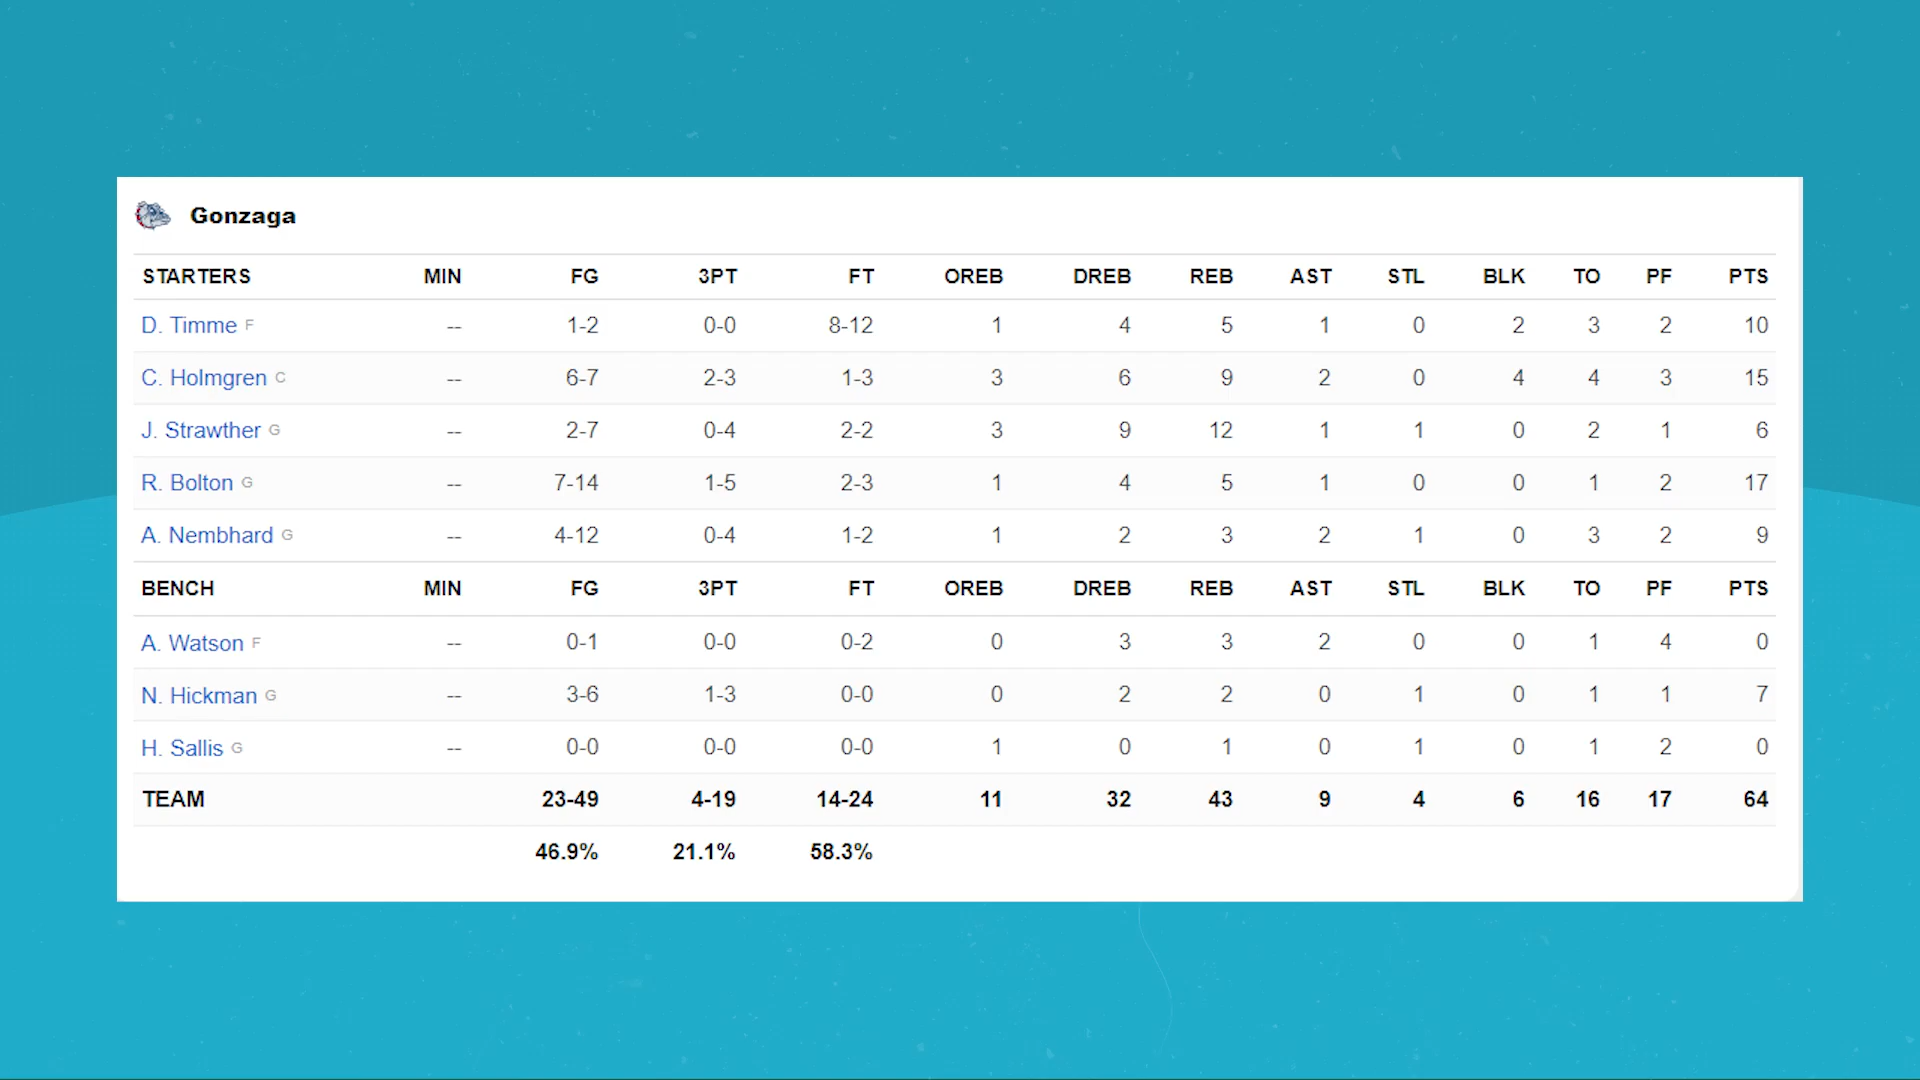 Gonzaga
STARTERS MIN FG 3PT FT OREB DREB REB AST STL BLK TO PF PTS
D. Timme F -- 1-2 0-0 8-12 1 4 5 1 0 2 3 2 10
C. Holmgren C -- 6-7 2-3 1-3 3 6 9 2 0 4 4 3 15
J. Strawther G -- 2-7 0-4 2-2 3 9 12 1 1 0 2 1 6
R. Bolton G -- 7-14 1-5 2-3 1 4 5 1 0 0 1 2 17
A. Nembhard G -- 4-12 0-4 1-2 1 2 3 2 1 0 3 2 9
BENCH MIN FG 3PT FT OREB DREB REB AST STL BLK TO PF PTS
A. Watson F -- 0-1 0-0 0-2 0 3 3 2 0 0 1 4 0
N. Hickman G -- 3-6 1-3 0-0 0 2 2 0 1 0 1 1 7
H. Sallis G -- 0-0 0-0 0-0 1 0 1 0 1 0 1 2 0
TEAM 23-49 4-19 14-24 11 32 43 9 4 6 16 17 64
46.9% 21.1% 58.3%